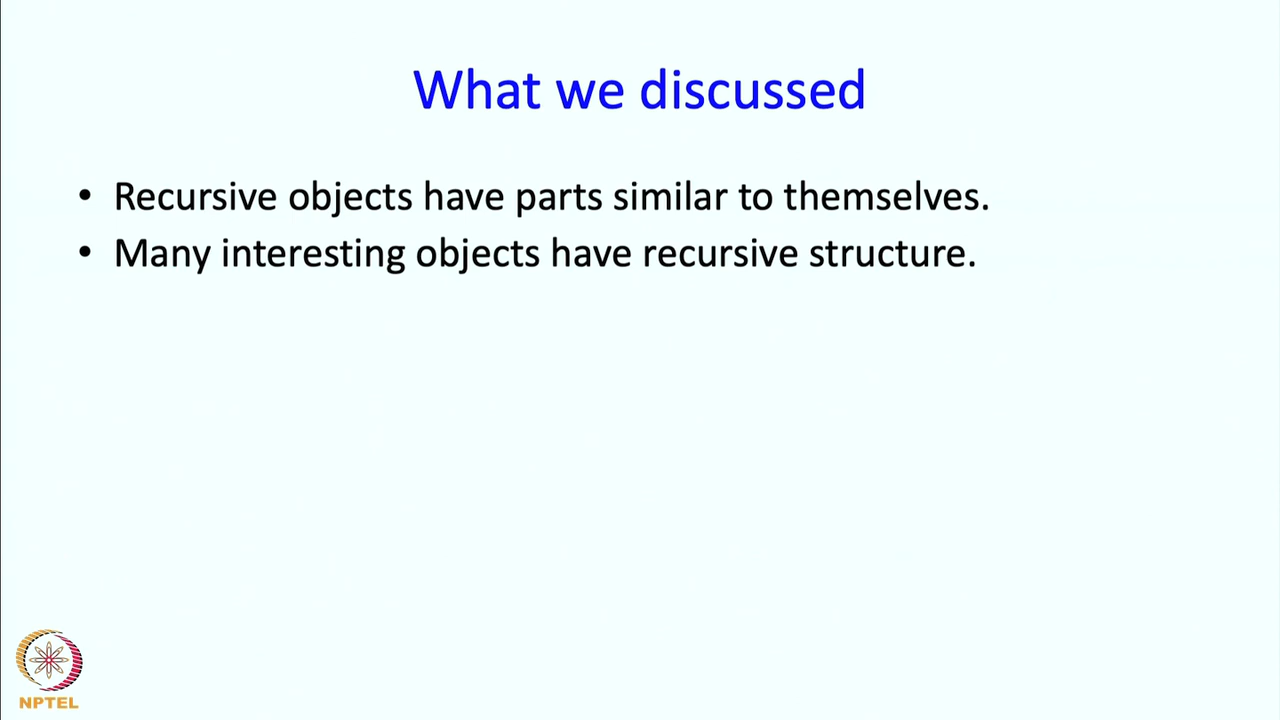 What we discussed
• Recursive objects have parts similar to themselves.
• Many interesting objects have recursive structure.
NPTEL